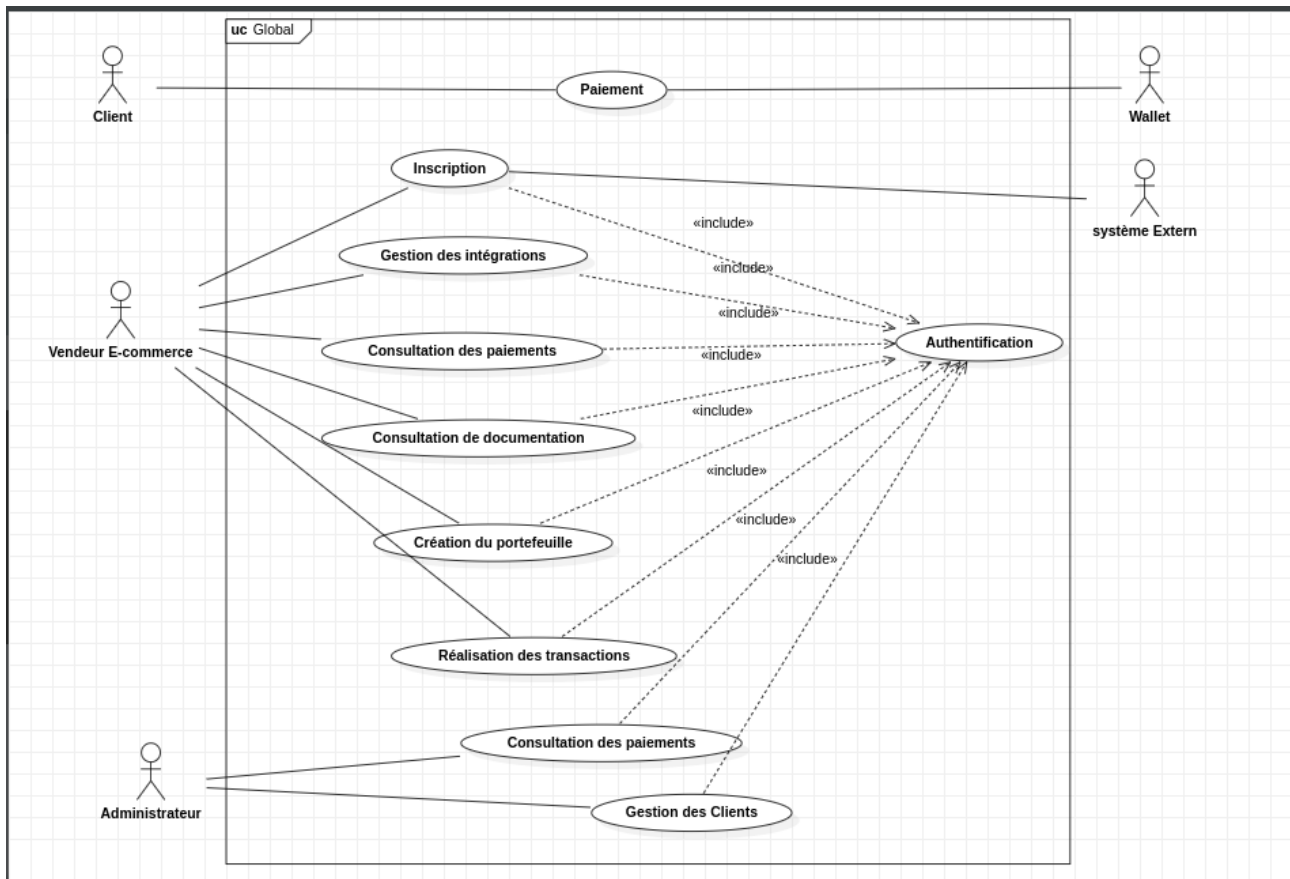 uc Global
Client
Paiement
Wallet
Inscription
système Extern
«include»
Gestion des intégrations
«include»
«include»
Vendeur E-commerce
Consultation des paiements
«include»
Authentification
«include»
Consultation de documentation
«include»
«include»
Création du portefeuille
«include»
Réalisation des transactions
Consultation des paiements
Administrateur
Gestion des Clients